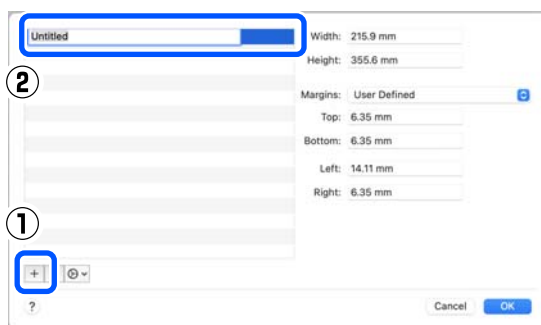 Untitled
Width: 215.9 mm
Height: 355.6 mm
②
Margins: User Defined
Top: 6.35 mm
Bottom: 6.35 mm
Left: 14.11 mm
Right: 6.35 mm
①
+
?
Cancel OK